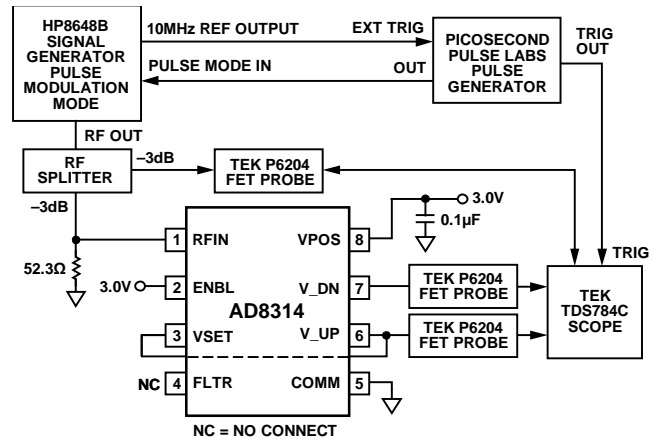 HP8648B
SIGNAL
GENERATOR
PULSE
MODULATION
MODE
10MHz REF OUTPUT
EXT TRIG
PULSE MODE IN
OUT
PICOSECOND
PULSE LABS
PULSE
GENERATOR
TRIG
OUT
RF OUT
RF
SPLITTER
–3dB
–3dB
TEK P6204
FET PROBE
3.0V
0.1µF
52.3Ω
1 RFIN
VPOS 8
3.0V
2 ENBL
V_DN 7
AD8314
3 VSET
V_UP 6
NC 4 FLTR
COMM 5
TEK P6204
FET PROBE
TEK P6204
FET PROBE
TRIG
TEK
TDS784C
SCOPE
NC = NO CONNECT